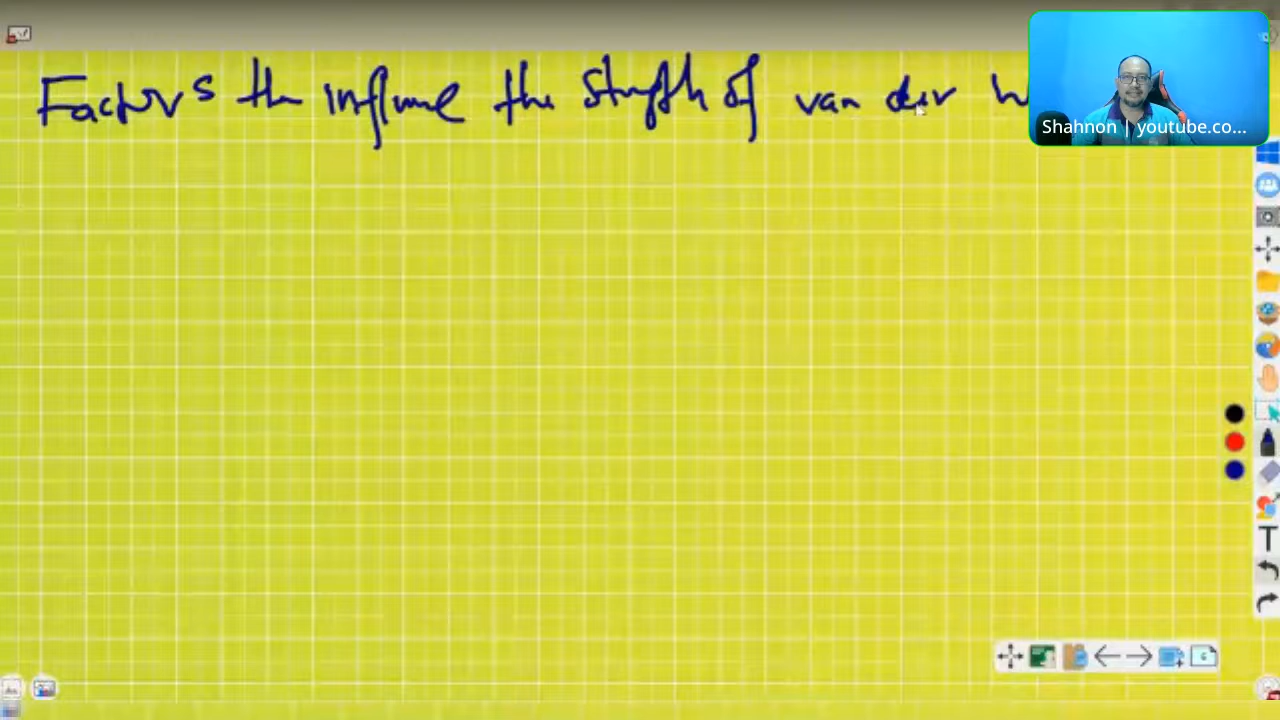 Factors the influence the strength of van der W
Shahnon | youtube.co...